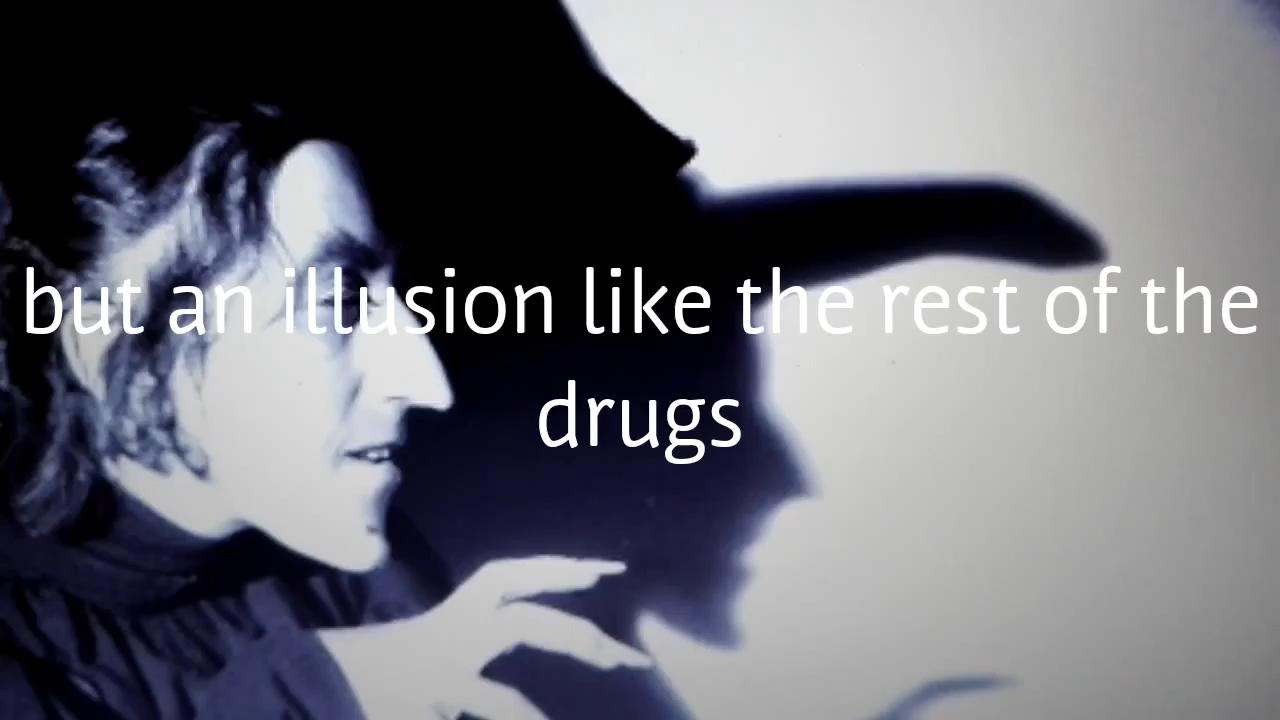 but an illusion like the rest of the
drugs